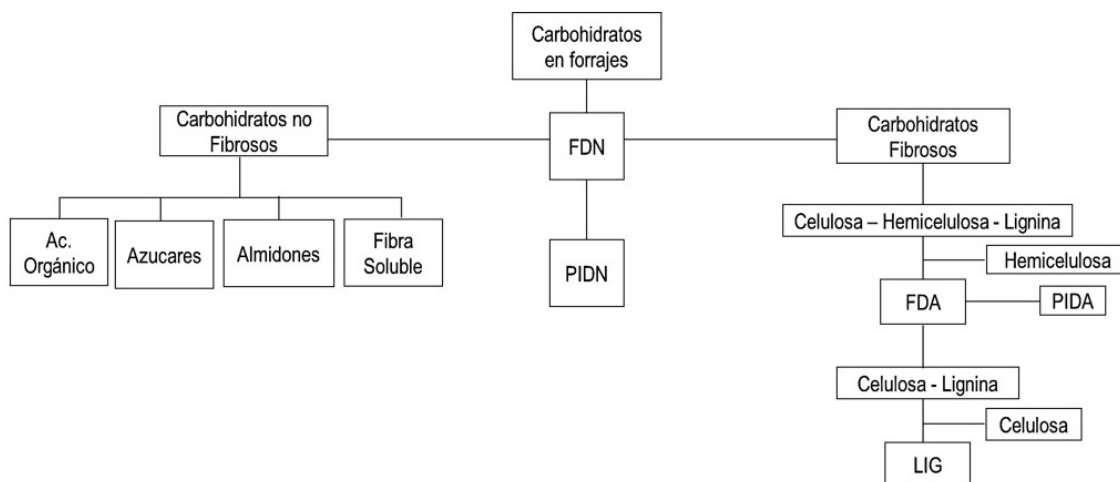 Carbohidratos
en forrajes
Carbohidratos no
Fibrosos
FDN
Carbohidratos
Fibrosos
Ac.
Orgánico
Azucares
Almidones
Fibra
Soluble
PIDN
Celulosa – Hemicelulosa - Lignina
Hemicelulosa
FDA
PIDA
Celulosa - Lignina
Celulosa
LIG